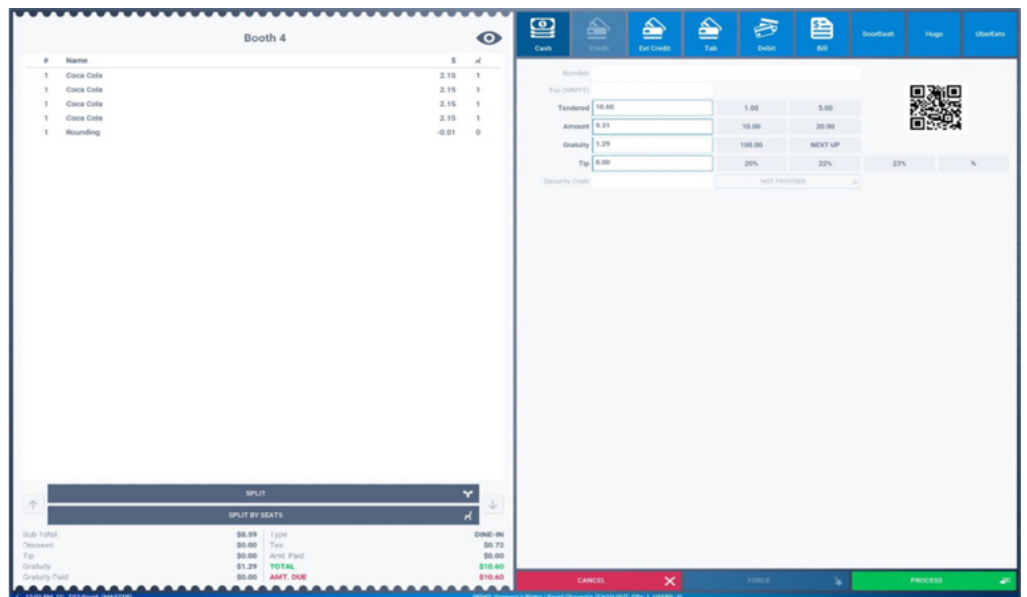 Booth 4
# Name $
1 Coca Cola 2.15 1
1 Coca Cola 2.15 1
1 Coca Cola 2.15 1
1 Coca Cola 2.15 1
1 Rounding -0.01 0
SPLIT
SPLIT BY SEATS
Sub Total $8.59 Type DINE-IN
Discount $0.00 Tax $0.72
Tip $0.00 Amt. Paid $0.00
Gratuity $1.29 TOTAL $10.60
Gratuity Paid $0.00 AMT. DUE $10.60
Cash Credit Ext Credit Tab Debit Bill DoorDash Hugo UberEats
Number
Exp (MMYY)
Tendered 10.60 1.00 5.00
Amount 9.31 10.00 20.00
Gratuity 1.29 100.00 NEXT UP
Tip 0.00 20% 22% 23% %
Security Code NOT PROVIDED
CANCEL FORCE PROCESS